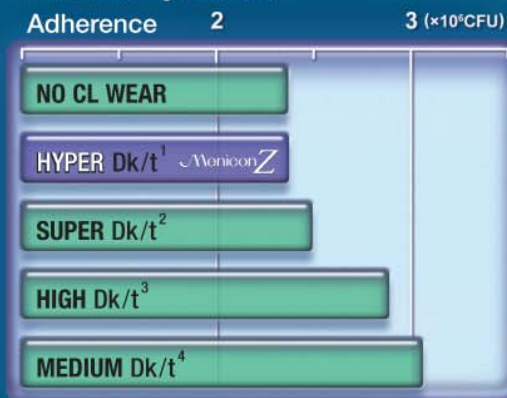 Adherence 2 3 (×10⁶CFU)
NO CL WEAR
HYPER Dk/t¹ Menicon Z
SUPER Dk/t²
HIGH Dk/t³
MEDIUM Dk/t⁴